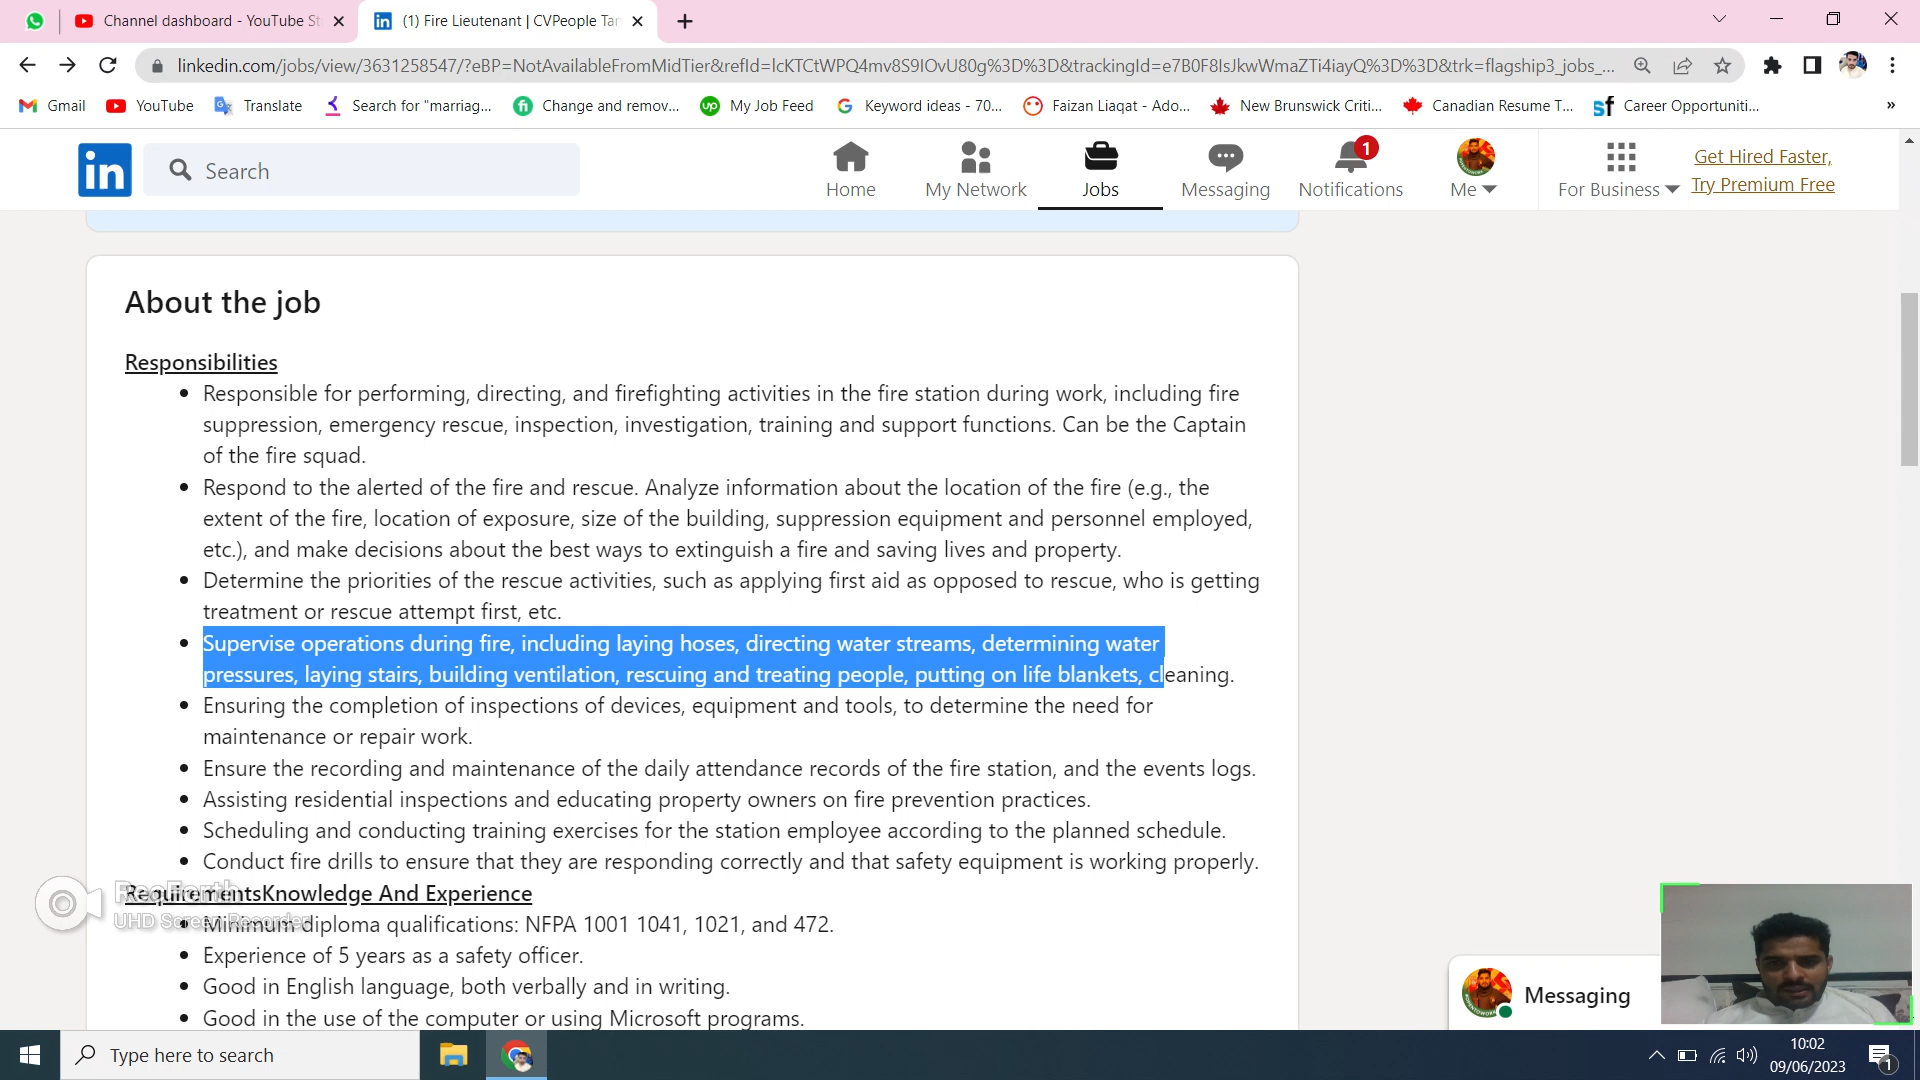 Channel dashboard - YouTube St
(1) Fire Lieutenant | CVPeople Tan
linkedin.com/jobs/view/3631258547/?eBP=NotAvailableFromMidTier&refId=lcKTCtWPQ4mv8S9IOvU80g%3D%3D&trackingId=e7B0F8IsJkwWmaZTi4iayQ%3D%3D&trk=flagship3_jobs_...
Gmail YouTube Translate Search for "marriag... Change and remov... My Job Feed Keyword ideas - 70... Faizan Liaqat - Ado... New Brunswick Criti... Canadian Resume T... Career Opportuniti... »
in Search Home My Network Jobs Messaging 1 Notifications Me For Business Get Hired Faster,
Try Premium Free
About the job
Responsibilities
Responsible for performing, directing, and firefighting activities in the fire station during work, including fire
suppression, emergency rescue, inspection, investigation, training and support functions. Can be the Captain
of the fire squad.
Respond to the alerted of the fire and rescue. Analyze information about the location of the fire (e.g., the
extent of the fire, location of exposure, size of the building, suppression equipment and personnel employed,
etc.), and make decisions about the best ways to extinguish a fire and saving lives and property.
Determine the priorities of the rescue activities, such as applying first aid as opposed to rescue, who is getting
treatment or rescue attempt first, etc.
Supervise operations during fire, including laying hoses, directing water streams, determining water
pressures, laying stairs, building ventilation, rescuing and treating people, putting on life blankets, cleaning.
Ensuring the completion of inspections of devices, equipment and tools, to determine the need for
maintenance or repair work.
Ensure the recording and maintenance of the daily attendance records of the fire station, and the events logs.
Assisting residential inspections and educating property owners on fire prevention practices.
Scheduling and conducting training exercises for the station employee according to the planned schedule.
Conduct fire drills to ensure that they are responding correctly and that safety equipment is working properly.
RequirementsKnowledge And Experience
RecForth
UHD Screen Recorder
Minimum diploma qualifications: NFPA 1001 1041, 1021, and 472.
Experience of 5 years as a safety officer.
Good in English language, both verbally and in writing.
Good in the use of the computer or using Microsoft programs.
Messaging
Type here to search
10:02
09/06/2023
1